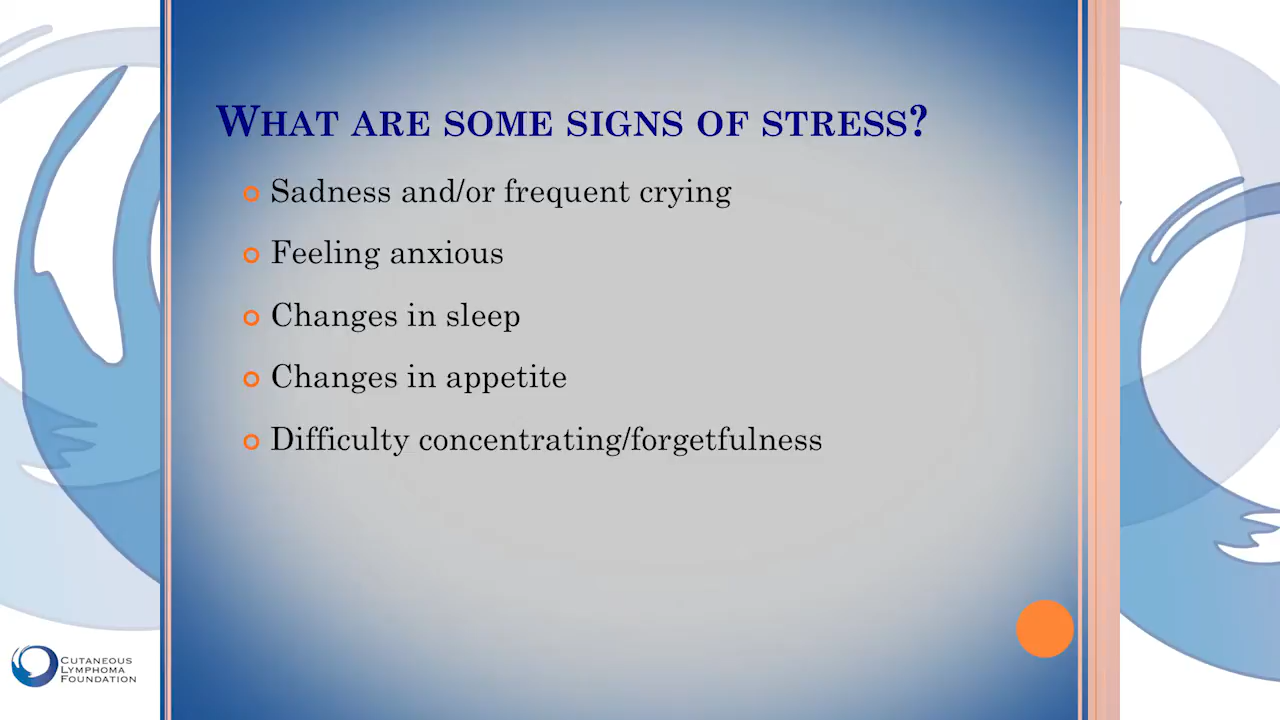 What are some signs of stress?
Sadness and/or frequent crying
Feeling anxious
Changes in sleep
Changes in appetite
Difficulty concentrating/forgetfulness
Cutaneous
Lymphoma
Foundation